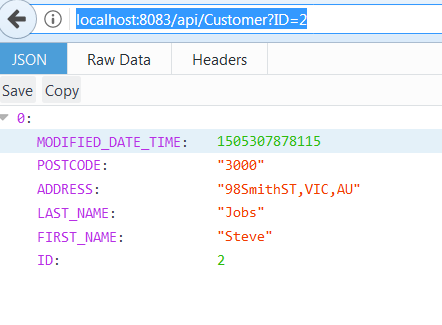 localhost:8083/api/Customer?ID=2
JSON Raw Data Headers
Save Copy
0:
MODIFIED_DATE_TIME: 1505307878115
POSTCODE: "3000"
ADDRESS: "98SmithST,VIC,AU"
LAST_NAME: "Jobs"
FIRST_NAME: "Steve"
ID: 2